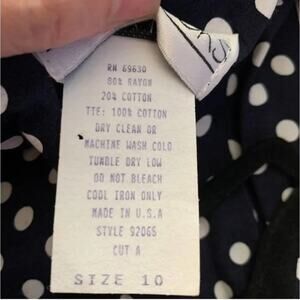 RN 69630
80% RAYON
20% COTTON
TIE: 100% COTTON
DRY CLEAN OR
MACHINE WASH COLD
TUMBLE DRY LOW
DO NOT BLEACH
COOL IRON ONLY
MADE IN U.S.A
STYLE 92065
CUT A
SIZE 10